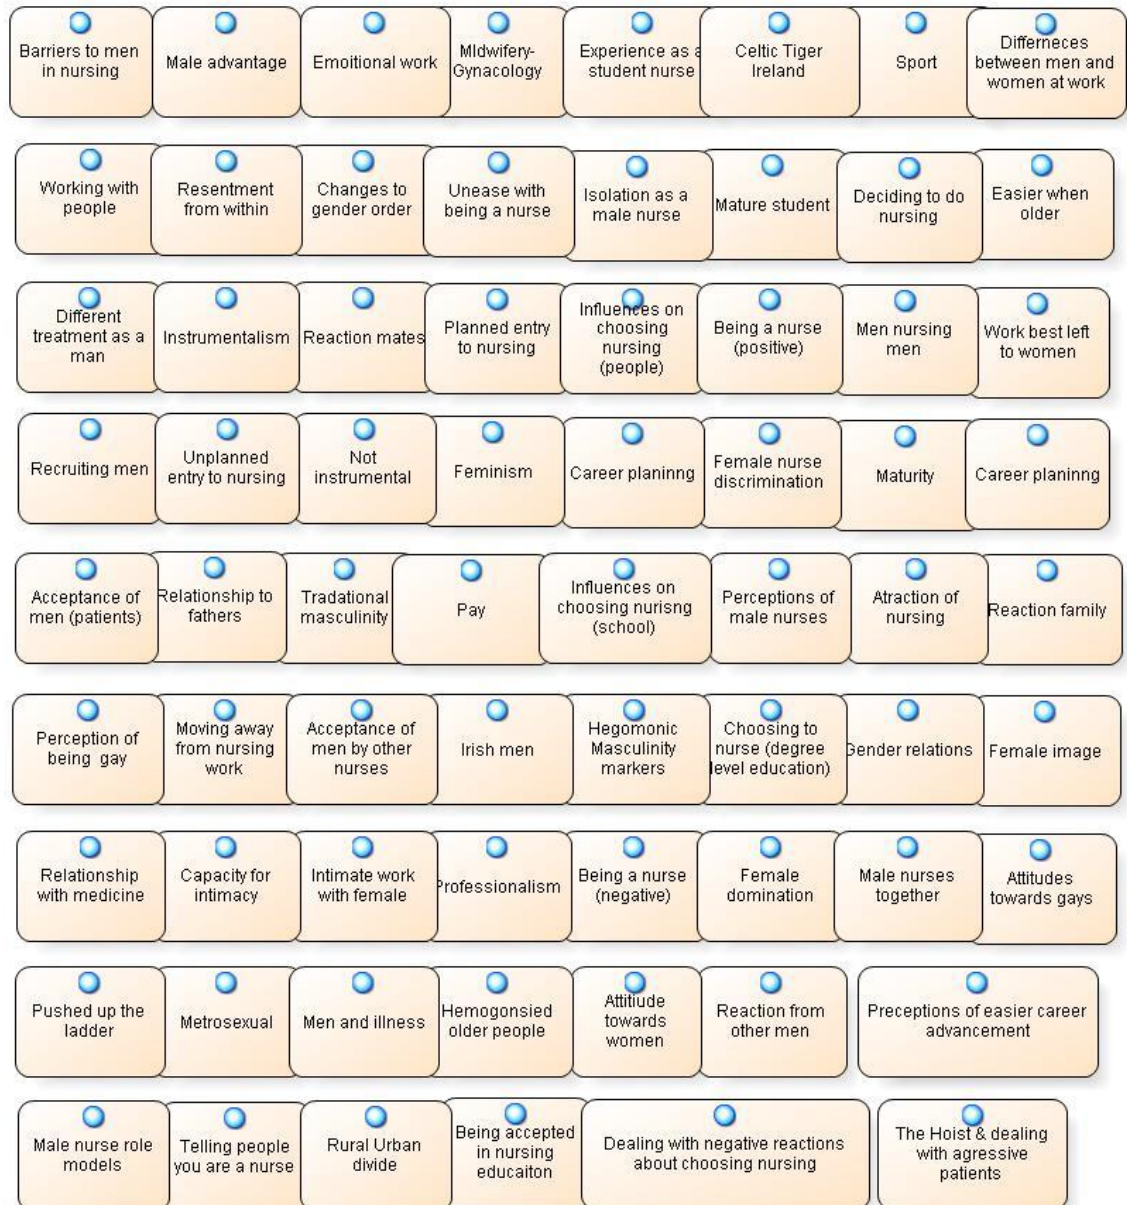 Barriers to men
in nursing
Male advantage
Emoitional work
MIdwifery-
Gynacology
Experience as a
student nurse
Celtic Tiger
Ireland
Sport
Differneces
between men and
women at work
Working with
people
Resentment
from within
Changes to
gender order
Unease with
being a nurse
Isolation as a
male nurse
Mature student
Deciding to do
nursing
Easier when
older
Different
treatment as a
man
Instrumentalism
Reaction mates
Planned entry
to nursing
Influences on
choosing
nursing
(people)
Being a nurse
(positive)
Men nursing
men
Work best left
to women
Recruiting men
Unplanned
entry to nursing
Not
instrumental
Feminism
Career planinng
Female nurse
discrimination
Maturity
Career planinng
Acceptance of
men (patients)
Relationship to
fathers
Tradational
masculinity
Pay
Influences on
choosing nurisng
(school)
Perceptions of
male nurses
Atraction of
nursing
Reaction family
Perception of
being gay
Moving away
from nursing
work
Acceptance of
men by other
nurses
Irish men
Hegomonic
Masculinity
markers
Choosing to
nurse (degree
level education)
Gender relations
Female image
Relationship
with medicine
Capacity for
intimacy
Intimate work
with female
Professionalism
Being a nurse
(negative)
Female
domination
Male nurses
together
Attitudes
towards gays
Pushed up the
ladder
Metrosexual
Men and illness
Hemogonsied
older people
Attitiude
towards
women
Reaction from
other men
Preceptions of easier career
advancement
Male nurse role
models
Telling people
you are a nurse
Rural Urban
divide
Being accepted
in nursing
educaiton
Dealing with negative reactions
about choosing nursing
The Hoist & dealing
with agressive
patients